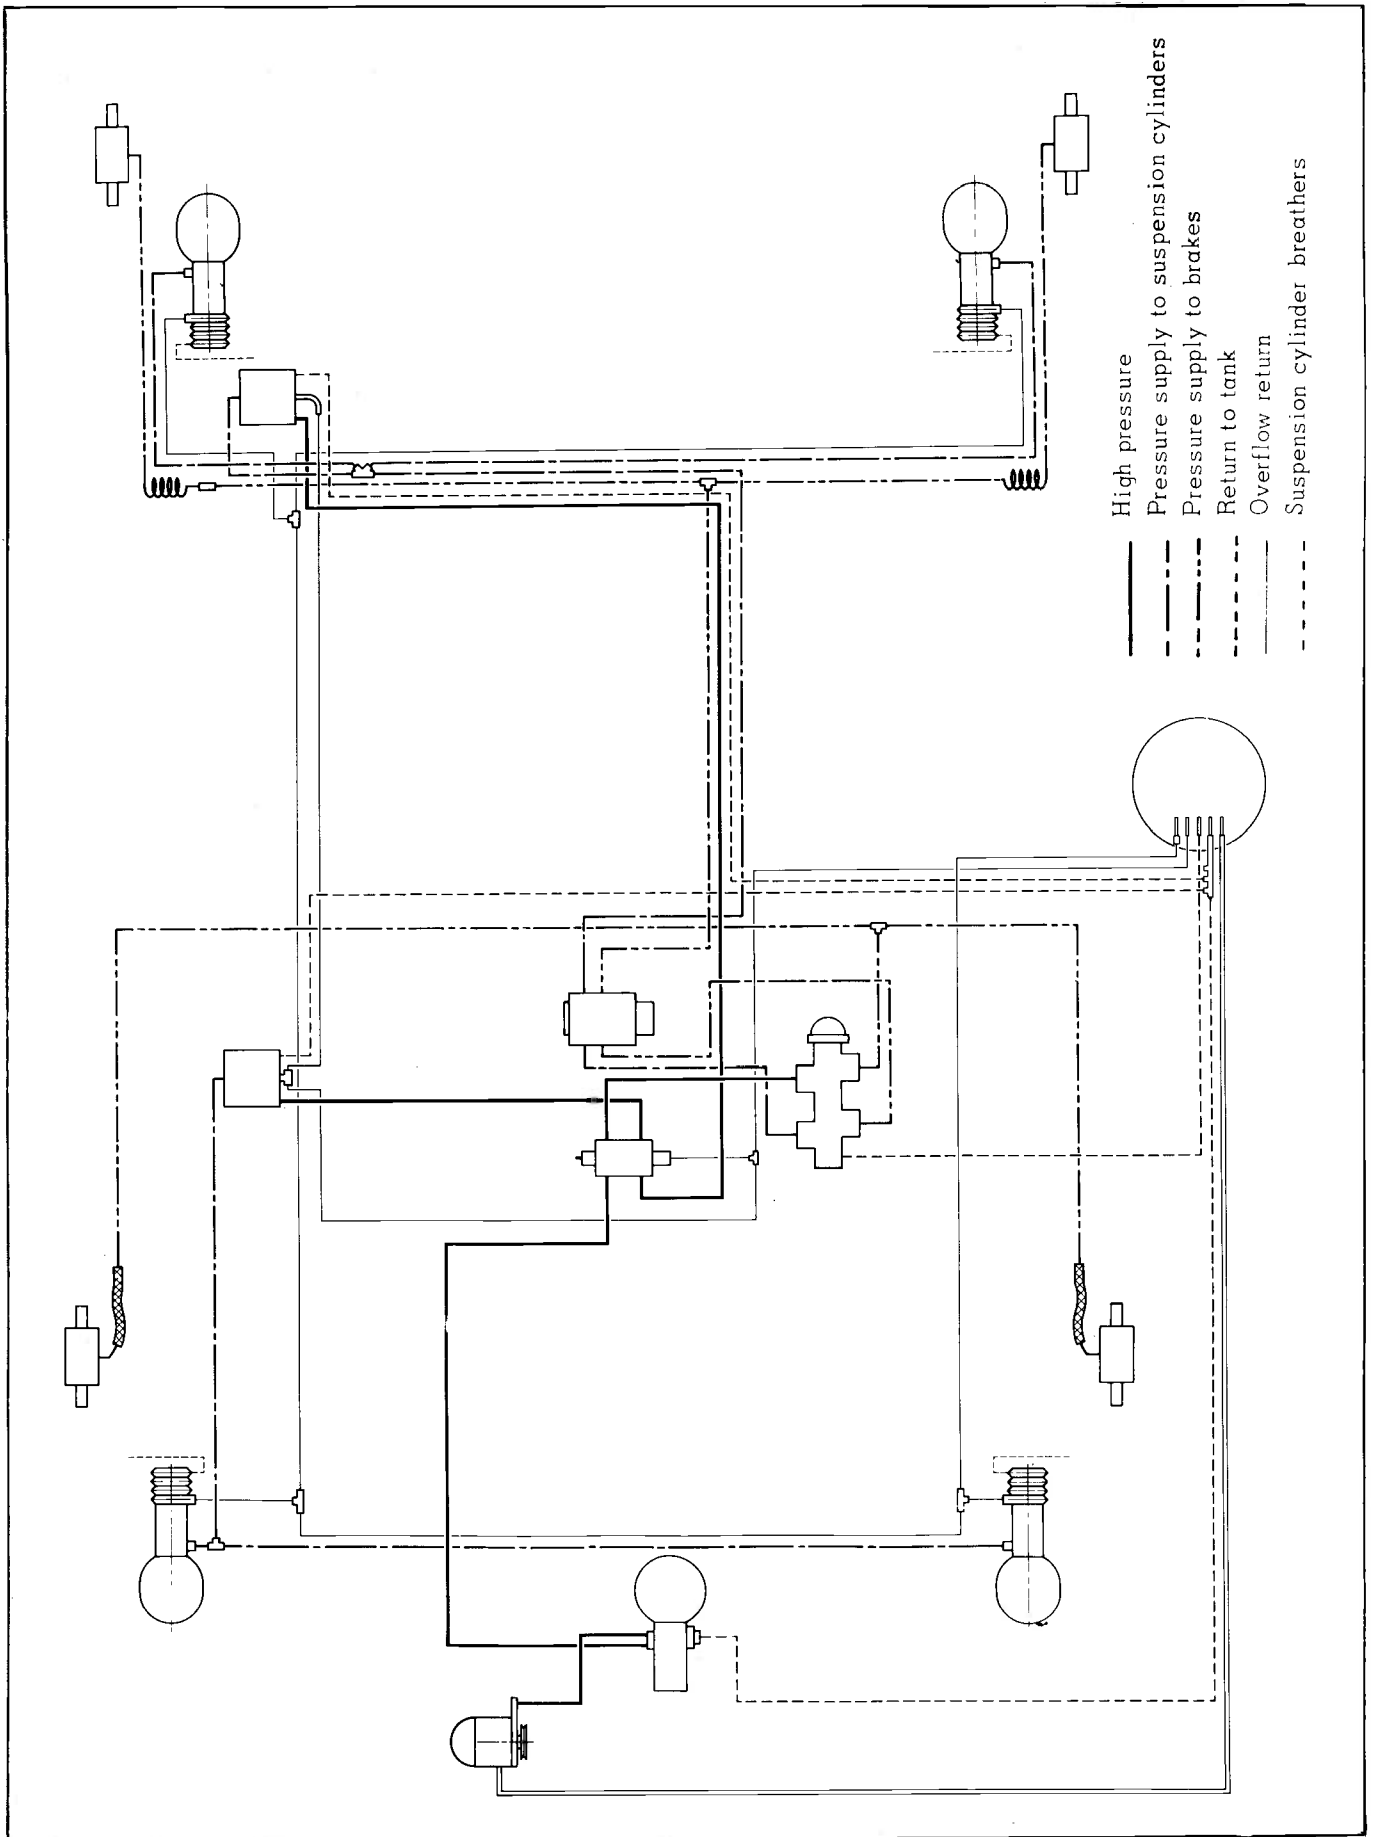 High pressure
Pressure supply to suspension cylinders
Pressure supply to brakes
Return to tank
Overflow return
Suspension cylinder breathers